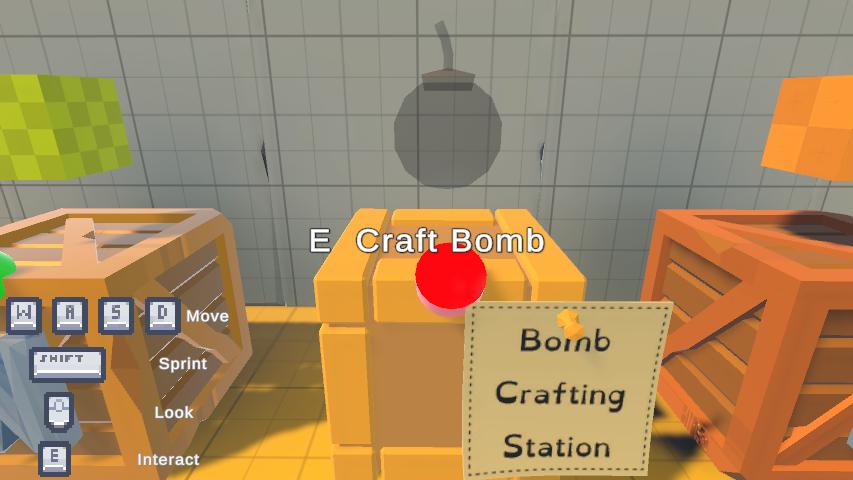 E Craft Bomb
W A S D Move
SHIFT Sprint
Look
E Interact
Bomb
Crafting
Station